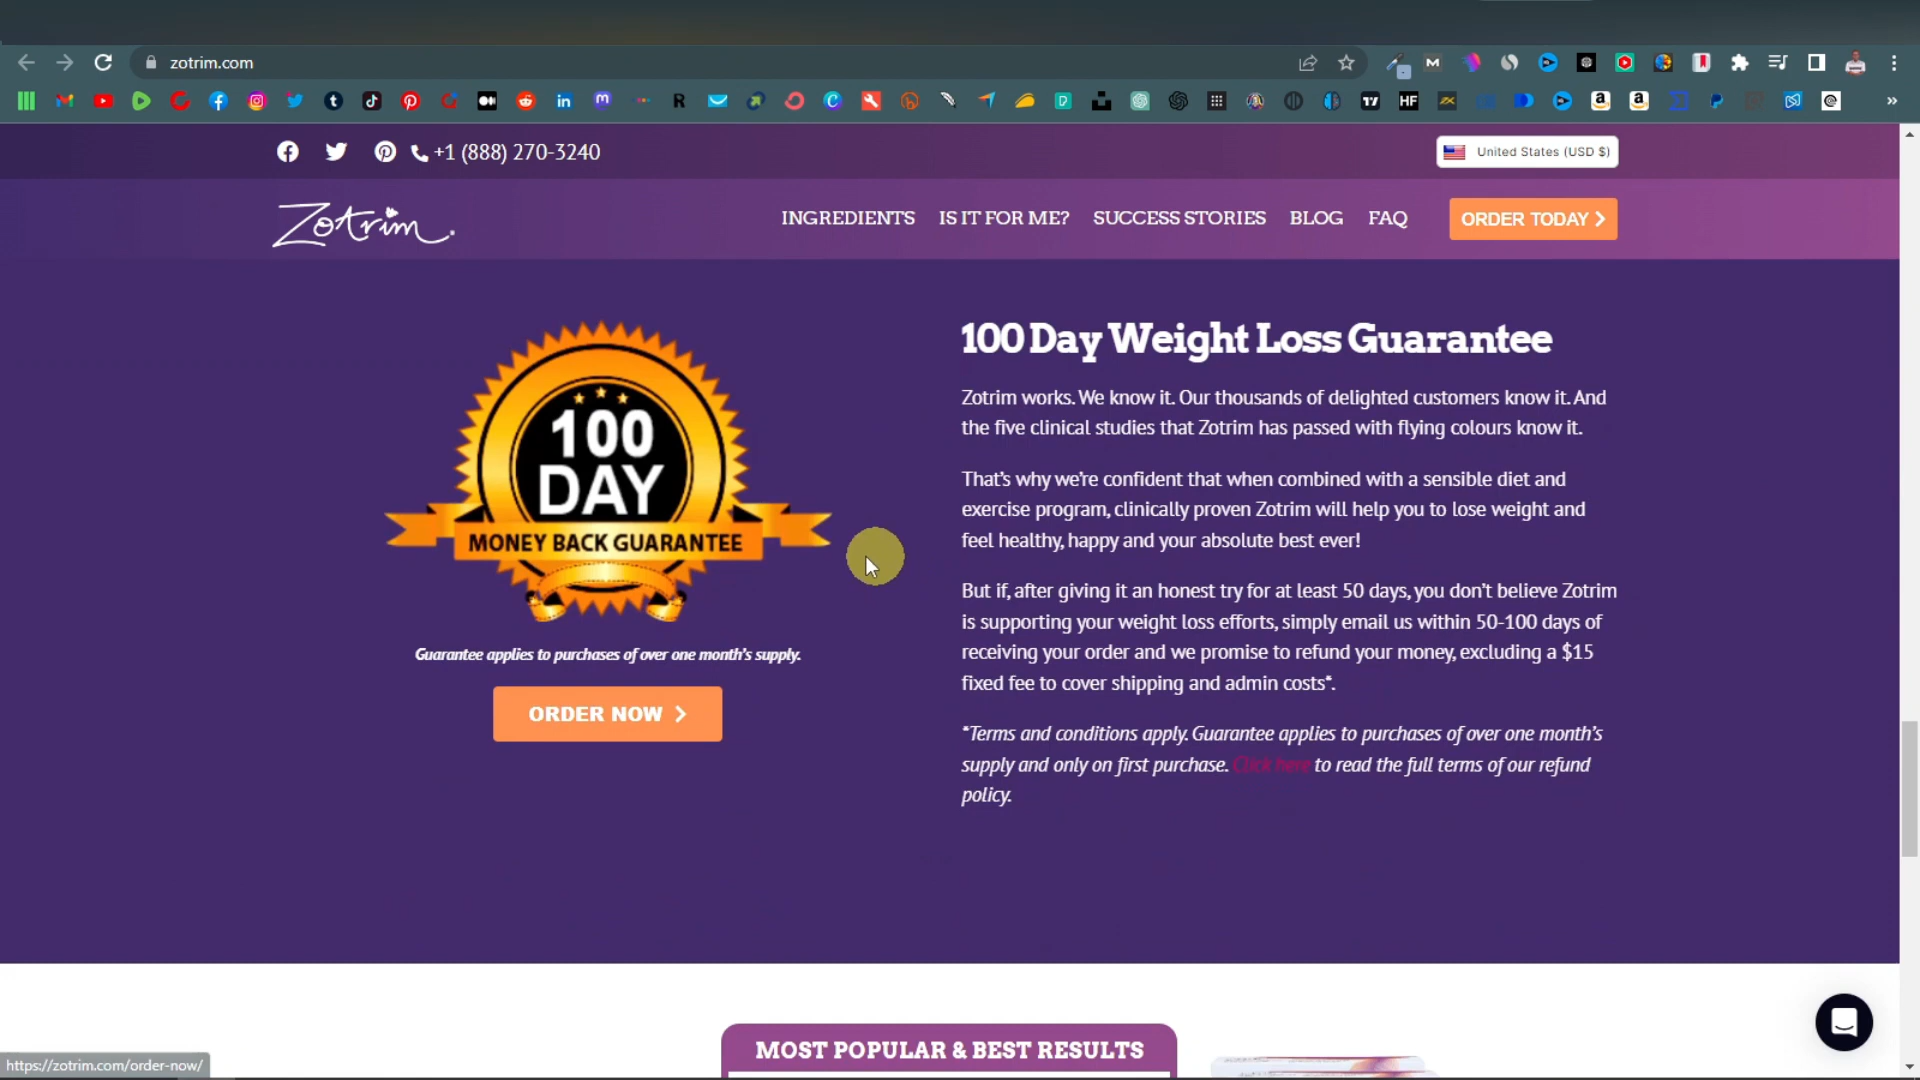 zotrim.com
+1 (888) 270-3240
United States (USD $)
Zotrim.
INGREDIENTS
IS IT FOR ME?
SUCCESS STORIES
BLOG
FAQ
ORDER TODAY
100
DAY
MONEY BACK GUARANTEE
Guarantee applies to purchases of over one month's supply.
ORDER NOW
100 Day Weight Loss Guarantee
Zotrim works. We know it. Our thousands of delighted customers know it. And
the five clinical studies that Zotrim has passed with flying colours know it.
That's why we're confident that when combined with a sensible diet and
exercise program, clinically proven Zotrim will help you to lose weight and
feel healthy, happy and your absolute best ever!
But if, after giving it an honest try for at least 50 days, you don't believe Zotrim
is supporting your weight loss efforts, simply email us within 50-100 days of
receiving your order and we promise to refund your money, excluding a $15
fixed fee to cover shipping and admin costs*.
*Terms and conditions apply. Guarantee applies to purchases of over one month's
supply and only on first purchase. Click here to read the full terms of our refund
policy.
MOST POPULAR & BEST RESULTS
https://zotrim.com/order-now/